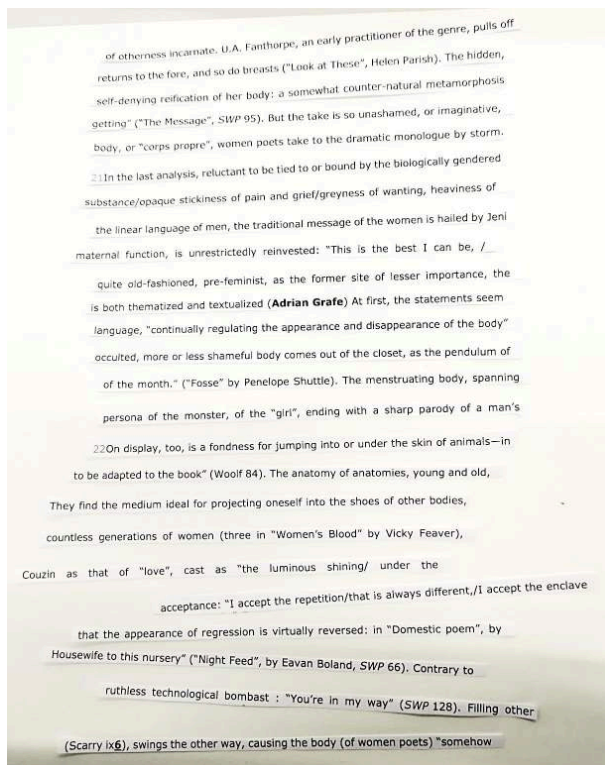 of otherness incarnate. U.A. Fanthorpe, an early practitioner of the genre, pulls off
returns to the fore, and so do breasts ("Look at These", Helen Parish). The hidden,
self-denying reification of her body: a somewhat counter-natural metamorphosis
getting" ("The Message", SWP 95). But the take is so unashamed, or imaginative,
body, or "corps propre", women poets take to the dramatic monologue by storm.
21In the last analysis, reluctant to be tied to or bound by the biologically gendered
substance/opaque stickiness of pain and grief/greyness of wanting, heaviness of
the linear language of men, the traditional message of the women is hailed by Jeni
maternal function, is unrestrictedly reinvested: "This is the best I can be, /
quite old-fashioned, pre-feminist, as the former site of lesser importance, the
is both thematized and textualized (Adrian Grafe) At first, the statements seem
language, "continually regulating the appearance and disappearance of the body"
occulted, more or less shameful body comes out of the closet, as the pendulum of
of the month." ("Fosse" by Penelope Shuttle). The menstruating body, spanning
persona of the monster, of the "girl", ending with a sharp parody of a man's
22On display, too, is a fondness for jumping into or under the skin of animals—in
to be adapted to the book" (Woolf 84). The anatomy of anatomies, young and old,
They find the medium ideal for projecting oneself into the shoes of other bodies,
countless generations of women (three in "Women's Blood" by Vicky Feaver),
Couzin as that of "love", cast as "the luminous shining/ under the
acceptance: "I accept the repetition/that is always different,/I accept the enclave
that the appearance of regression is virtually reversed: in "Domestic poem", by
Housewife to this nursery" ("Night Feed", by Eavan Boland, SWP 66). Contrary to
ruthless technological bombast : "You're in my way" (SWP 128). Filling other
(Scarry ix6), swings the other way, causing the body (of women poets) "somehow